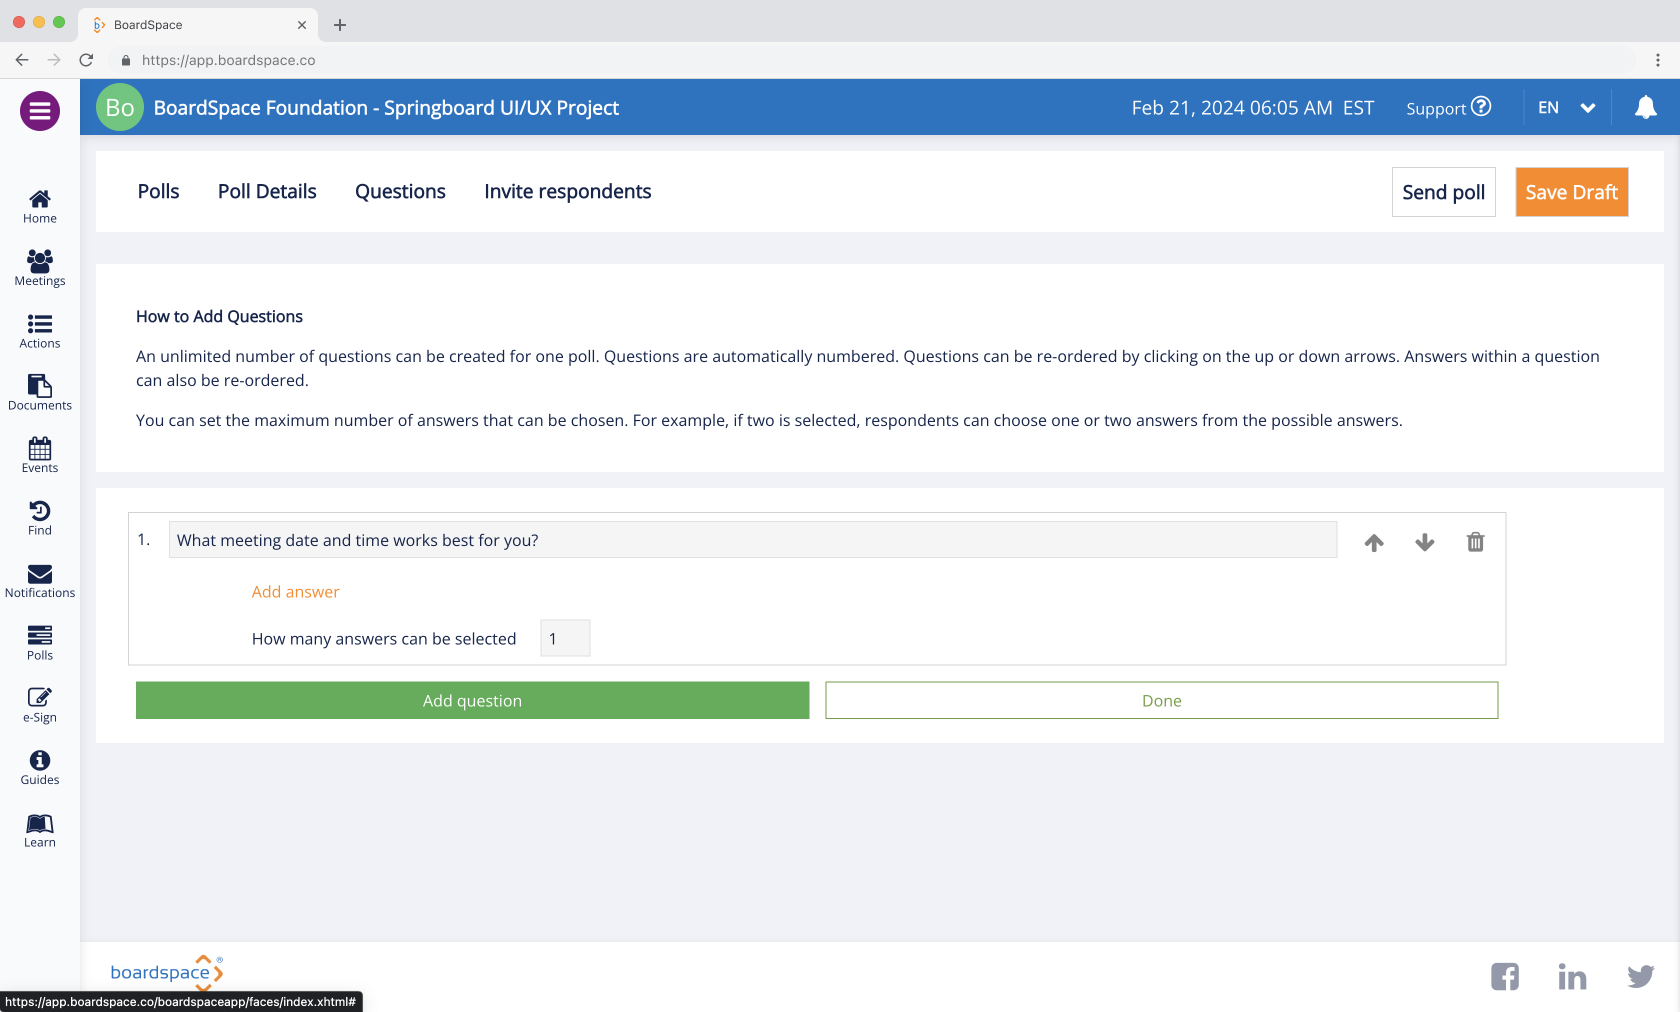 BoardSpace
https://app.boardspace.co
Bo BoardSpace Foundation - Springboard UI/UX Project
Feb 21, 2024 06:05 AM EST Support ? EN
Home
Meetings
Actions
Documents
Events
Find
Notifications
Polls
e-Sign
Guides
Learn
Polls Poll Details Questions Invite respondents Send poll Save Draft
How to Add Questions
An unlimited number of questions can be created for one poll. Questions are automatically numbered. Questions can be re-ordered by clicking on the up or down arrows. Answers within a question
can also be re-ordered.
You can set the maximum number of answers that can be chosen. For example, if two is selected, respondents can choose one or two answers from the possible answers.
1. What meeting date and time works best for you?
Add answer
How many answers can be selected 1
Add question Done
boardspace®
https://app.boardspace.co/boardspaceapp/faces/index.xhtml#